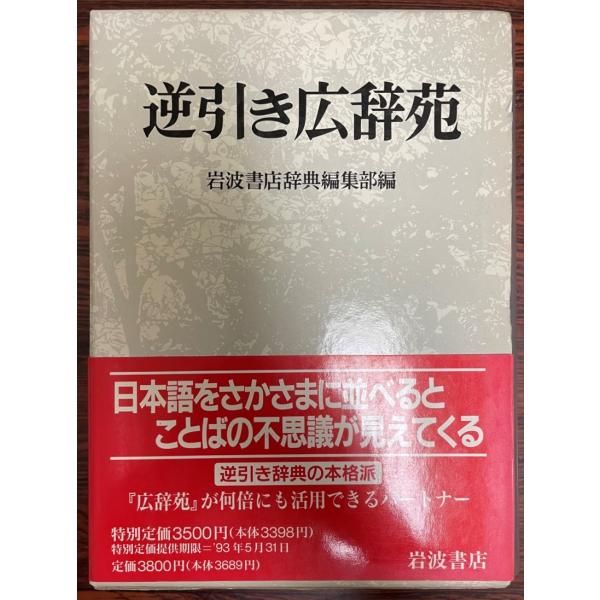 逆引き広辞苑
岩波書店辞典編集部編
日本語をさかさまに並べると
ことばの不思議が見えてくる
逆引き辞典の本格派
『広辞苑』が何倍にも活用できるパートナー
特別定価3500円(本体3398円)
特別定価提供期限='93年5月31日
定価3800円(本体3689円)
岩波書店